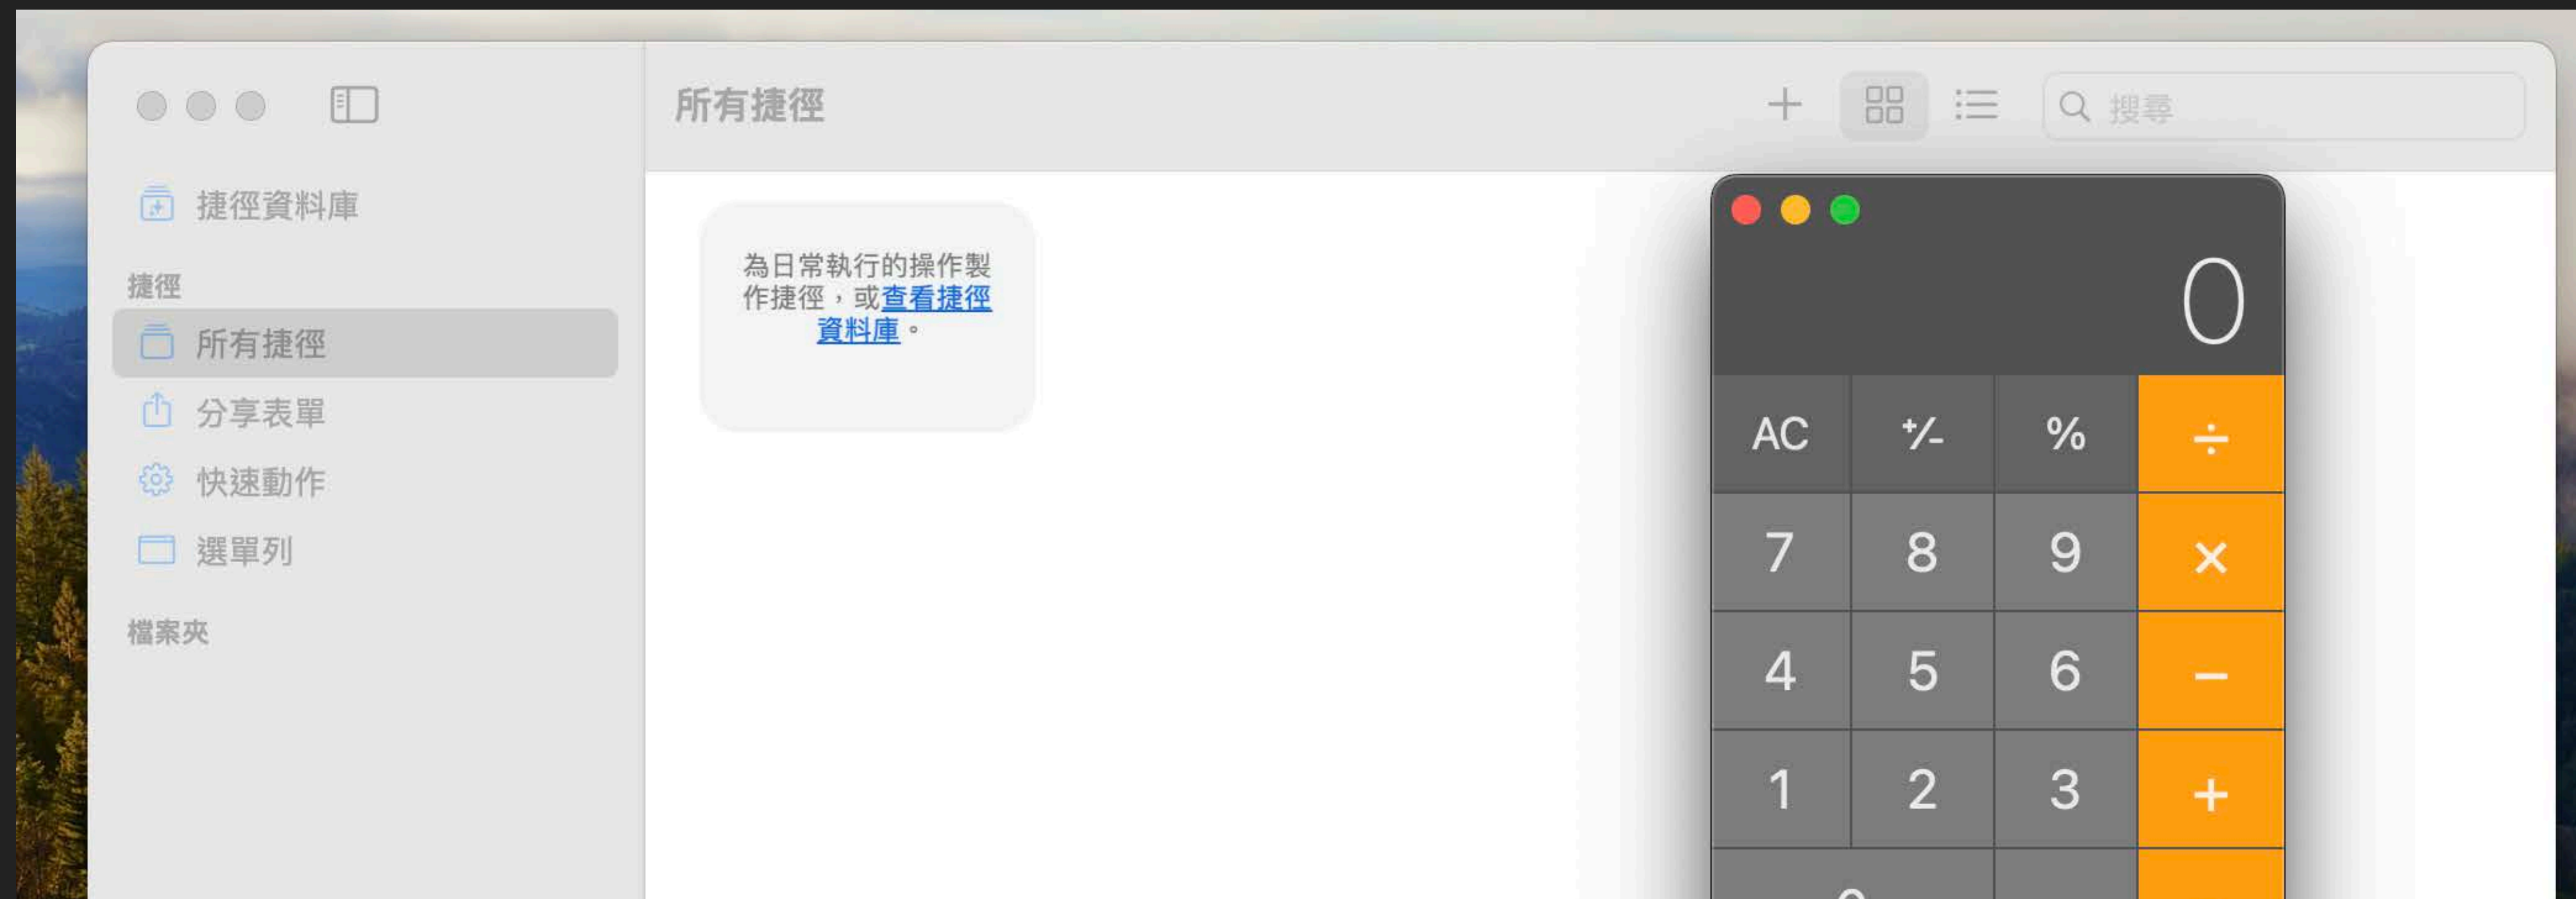 所有捷徑
搜尋
捷徑資料庫
捷徑
所有捷徑
分享表單
快速動作
選單列
檔案夾
為日常執行的操作製
作捷徑，或查看捷徑
資料庫。
0
AC +/- % ÷
7 8 9 ×
4 5 6 −
1 2 3 +